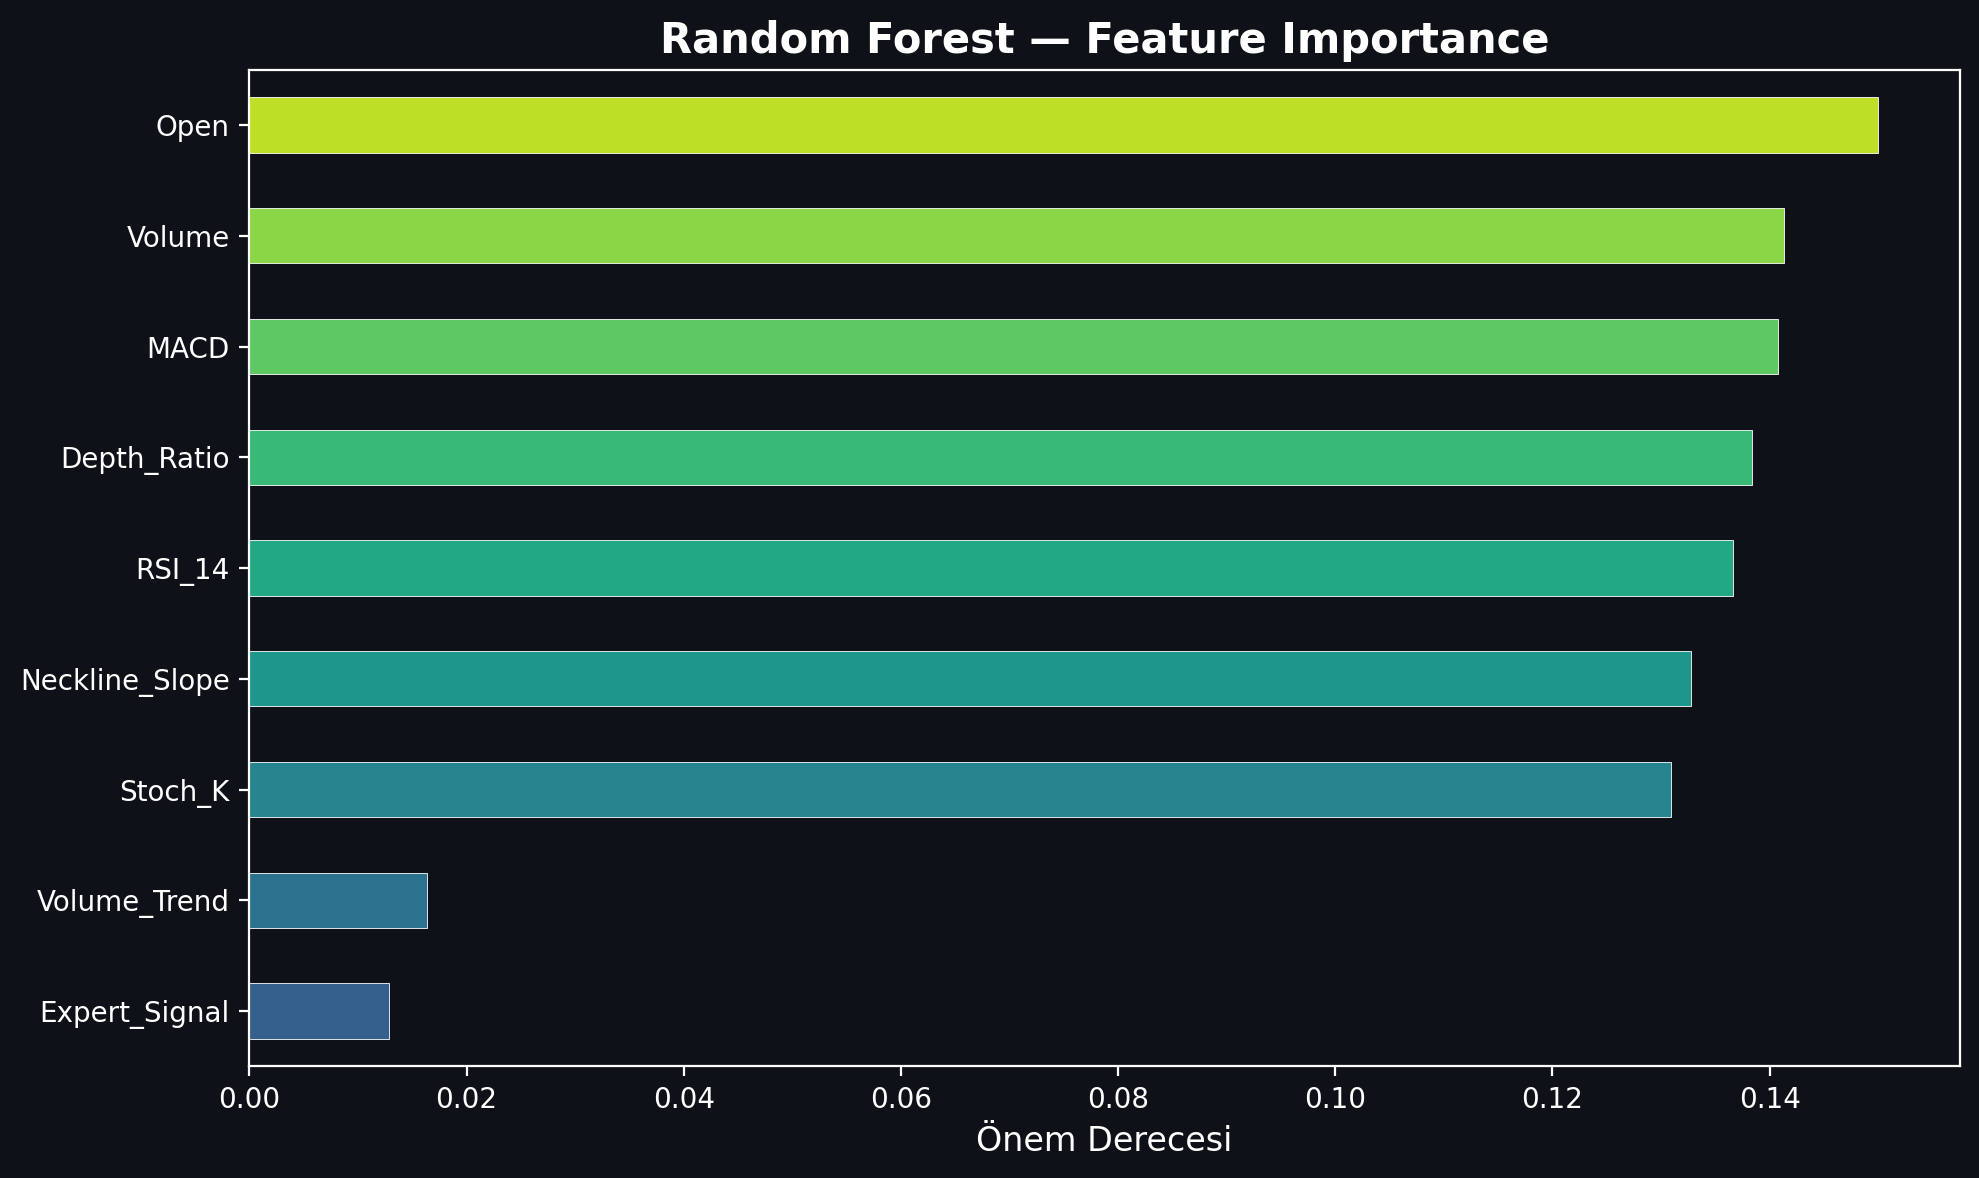 Random Forest — Feature Importance
Open
Volume
MACD
Depth_Ratio
RSI_14
Neckline_Slope
Stoch_K
Volume_Trend
Expert_Signal
0.00 0.02 0.04 0.06 0.08 0.10 0.12 0.14
Önem Derecesi